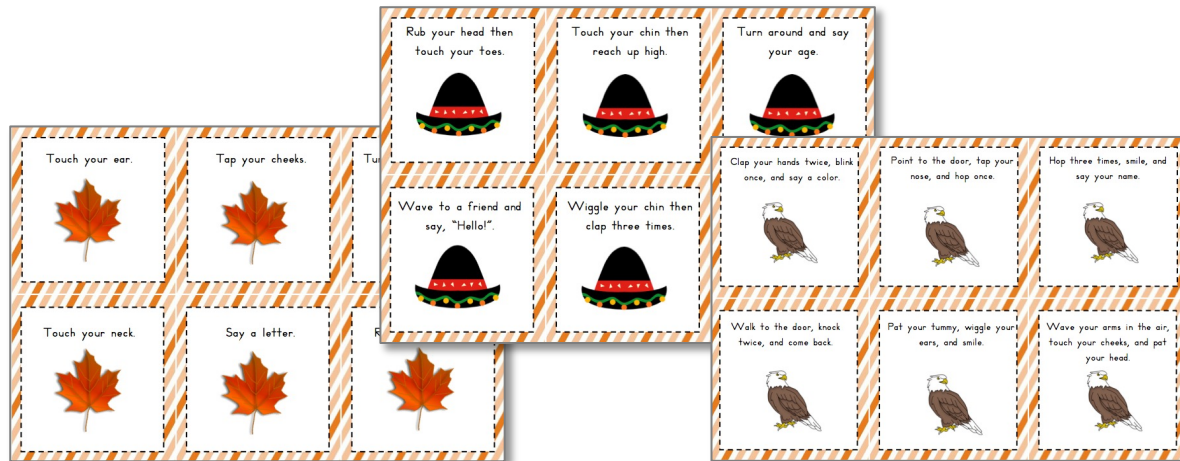 Rub your head then
touch your toes.
Touch your chin then
reach up high.
Turn around and say
your age.
Wave to a friend and
say, “Hello!”.
Wiggle your chin then
clap three times.
Touch your ear.
Tap your cheeks.
Touch your neck.
Say a letter.
Clap your hands twice, blink
once, and say a color.
Point to the door, tap your
nose, and hop once.
Hop three times, smile, and
say your name.
Walk to the door, knock
twice, and come back.
Pat your tummy, wiggle your
ears, and smile.
Wave your arms in the air,
touch your cheeks, and pat
your head.